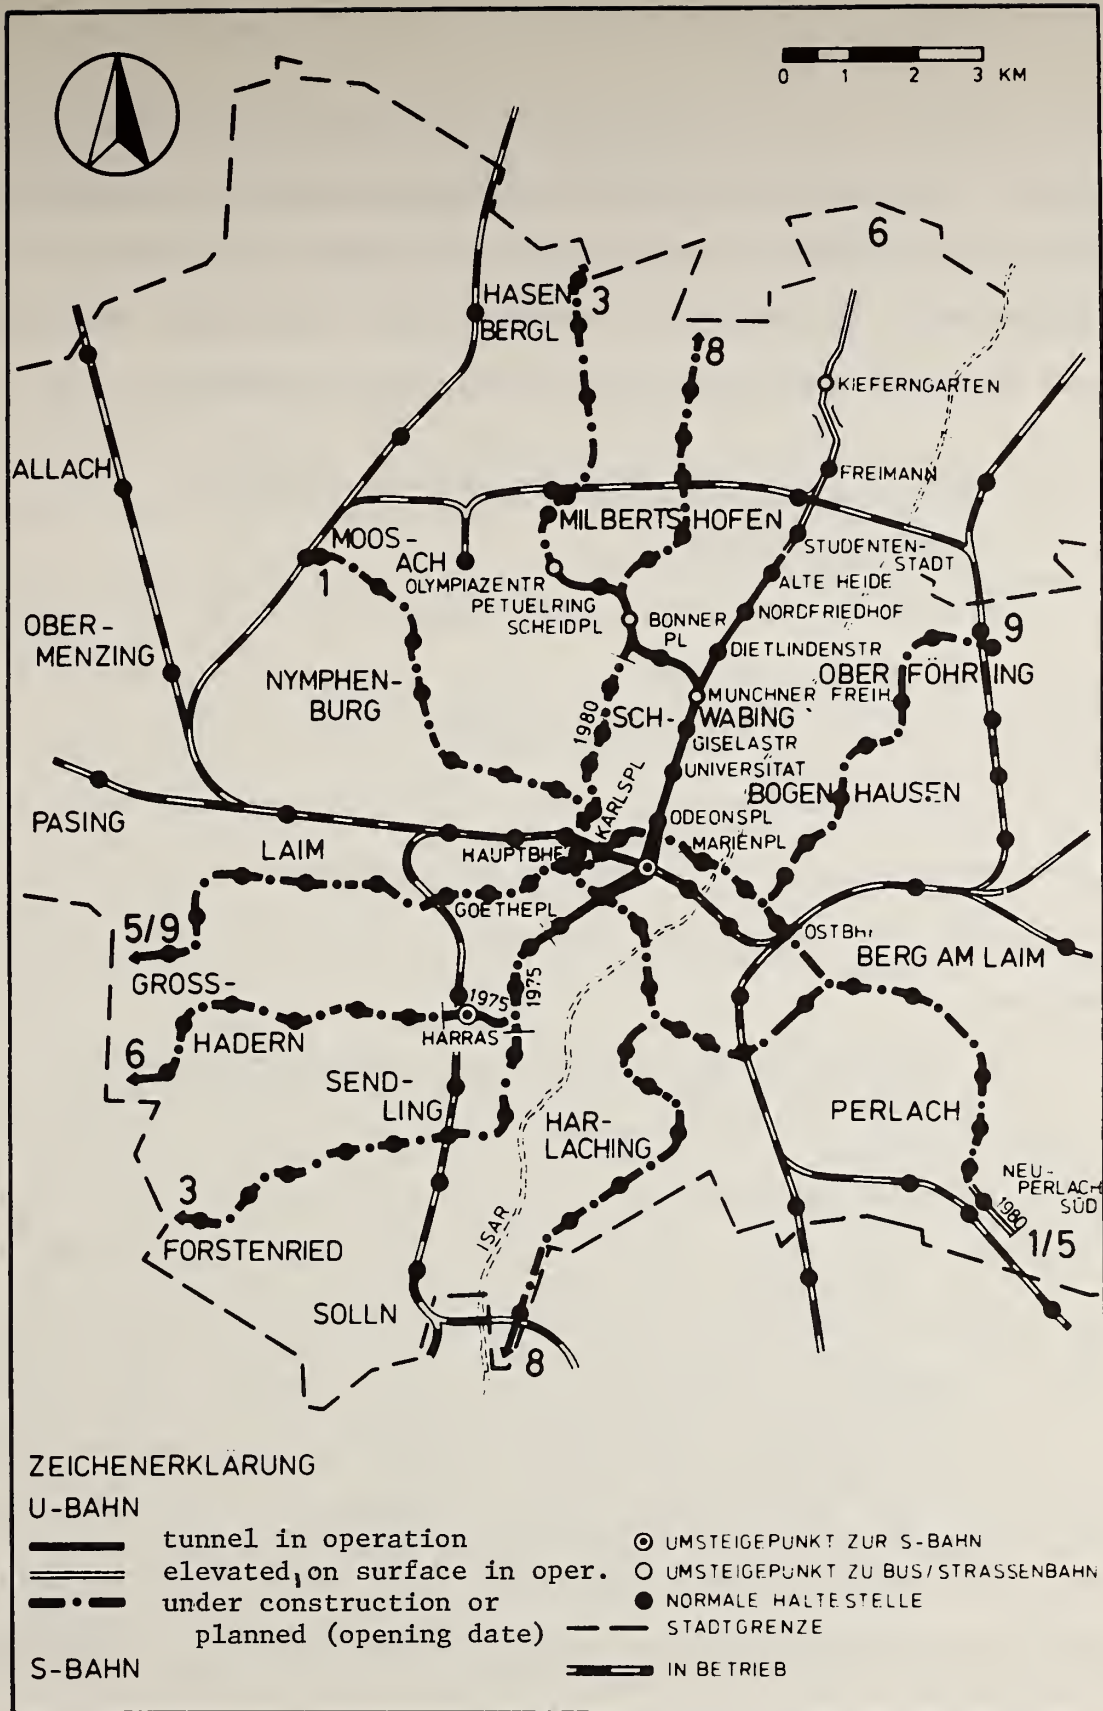 0 1 2 3 KM
6
HASEN
BERGL
3
8
KIEFERNGARTEN
ALLACH
FREIMANN
MILBERTSHOFEN
MOOS-
ACH
1
STUDENTEN-
STADT
OLYMPIAZENTR
ALTE HEIDE
PETUELRING
SCHEIDPL
BONNER
PL
NORDFRIEDHOF
9
OBER-
MENZING
DIETLINDENSTR
OBER FÖHRING
NYMPHEN-
BURG
MÜNCHNER FREIH
1980
SCH-WABING
GISELASTR
UNIVERSITÄT
BOGENHAUSEN
KARLSPL
PASING
ODEONSPL
LAIM
HAUPTBHF
MARIENPL
GOETHEPL
5/9
OSTBHF
GROSS-
BERG AM LAIM
1975
1975
HADERN
HARRAS
6
SEND-
LING
HAR-
LACHING
PERLACH
3
NEU-
PERLACH
SÜD
1980
1/5
FORSTENRIED
ISAR
SOLLN
8
ZEICHENERKLÄRUNG
U-BAHN
tunnel in operation
elevated, on surface in oper.
under construction or
planned (opening date)
S-BAHN
UMSTEIGEPUNKT ZUR S-BAHN
UMSTEIGEPUNKT ZU BUS/STRASSENBAHN
NORMALE HALTESTELLE
STADTGRENZE
IN BETRIEB